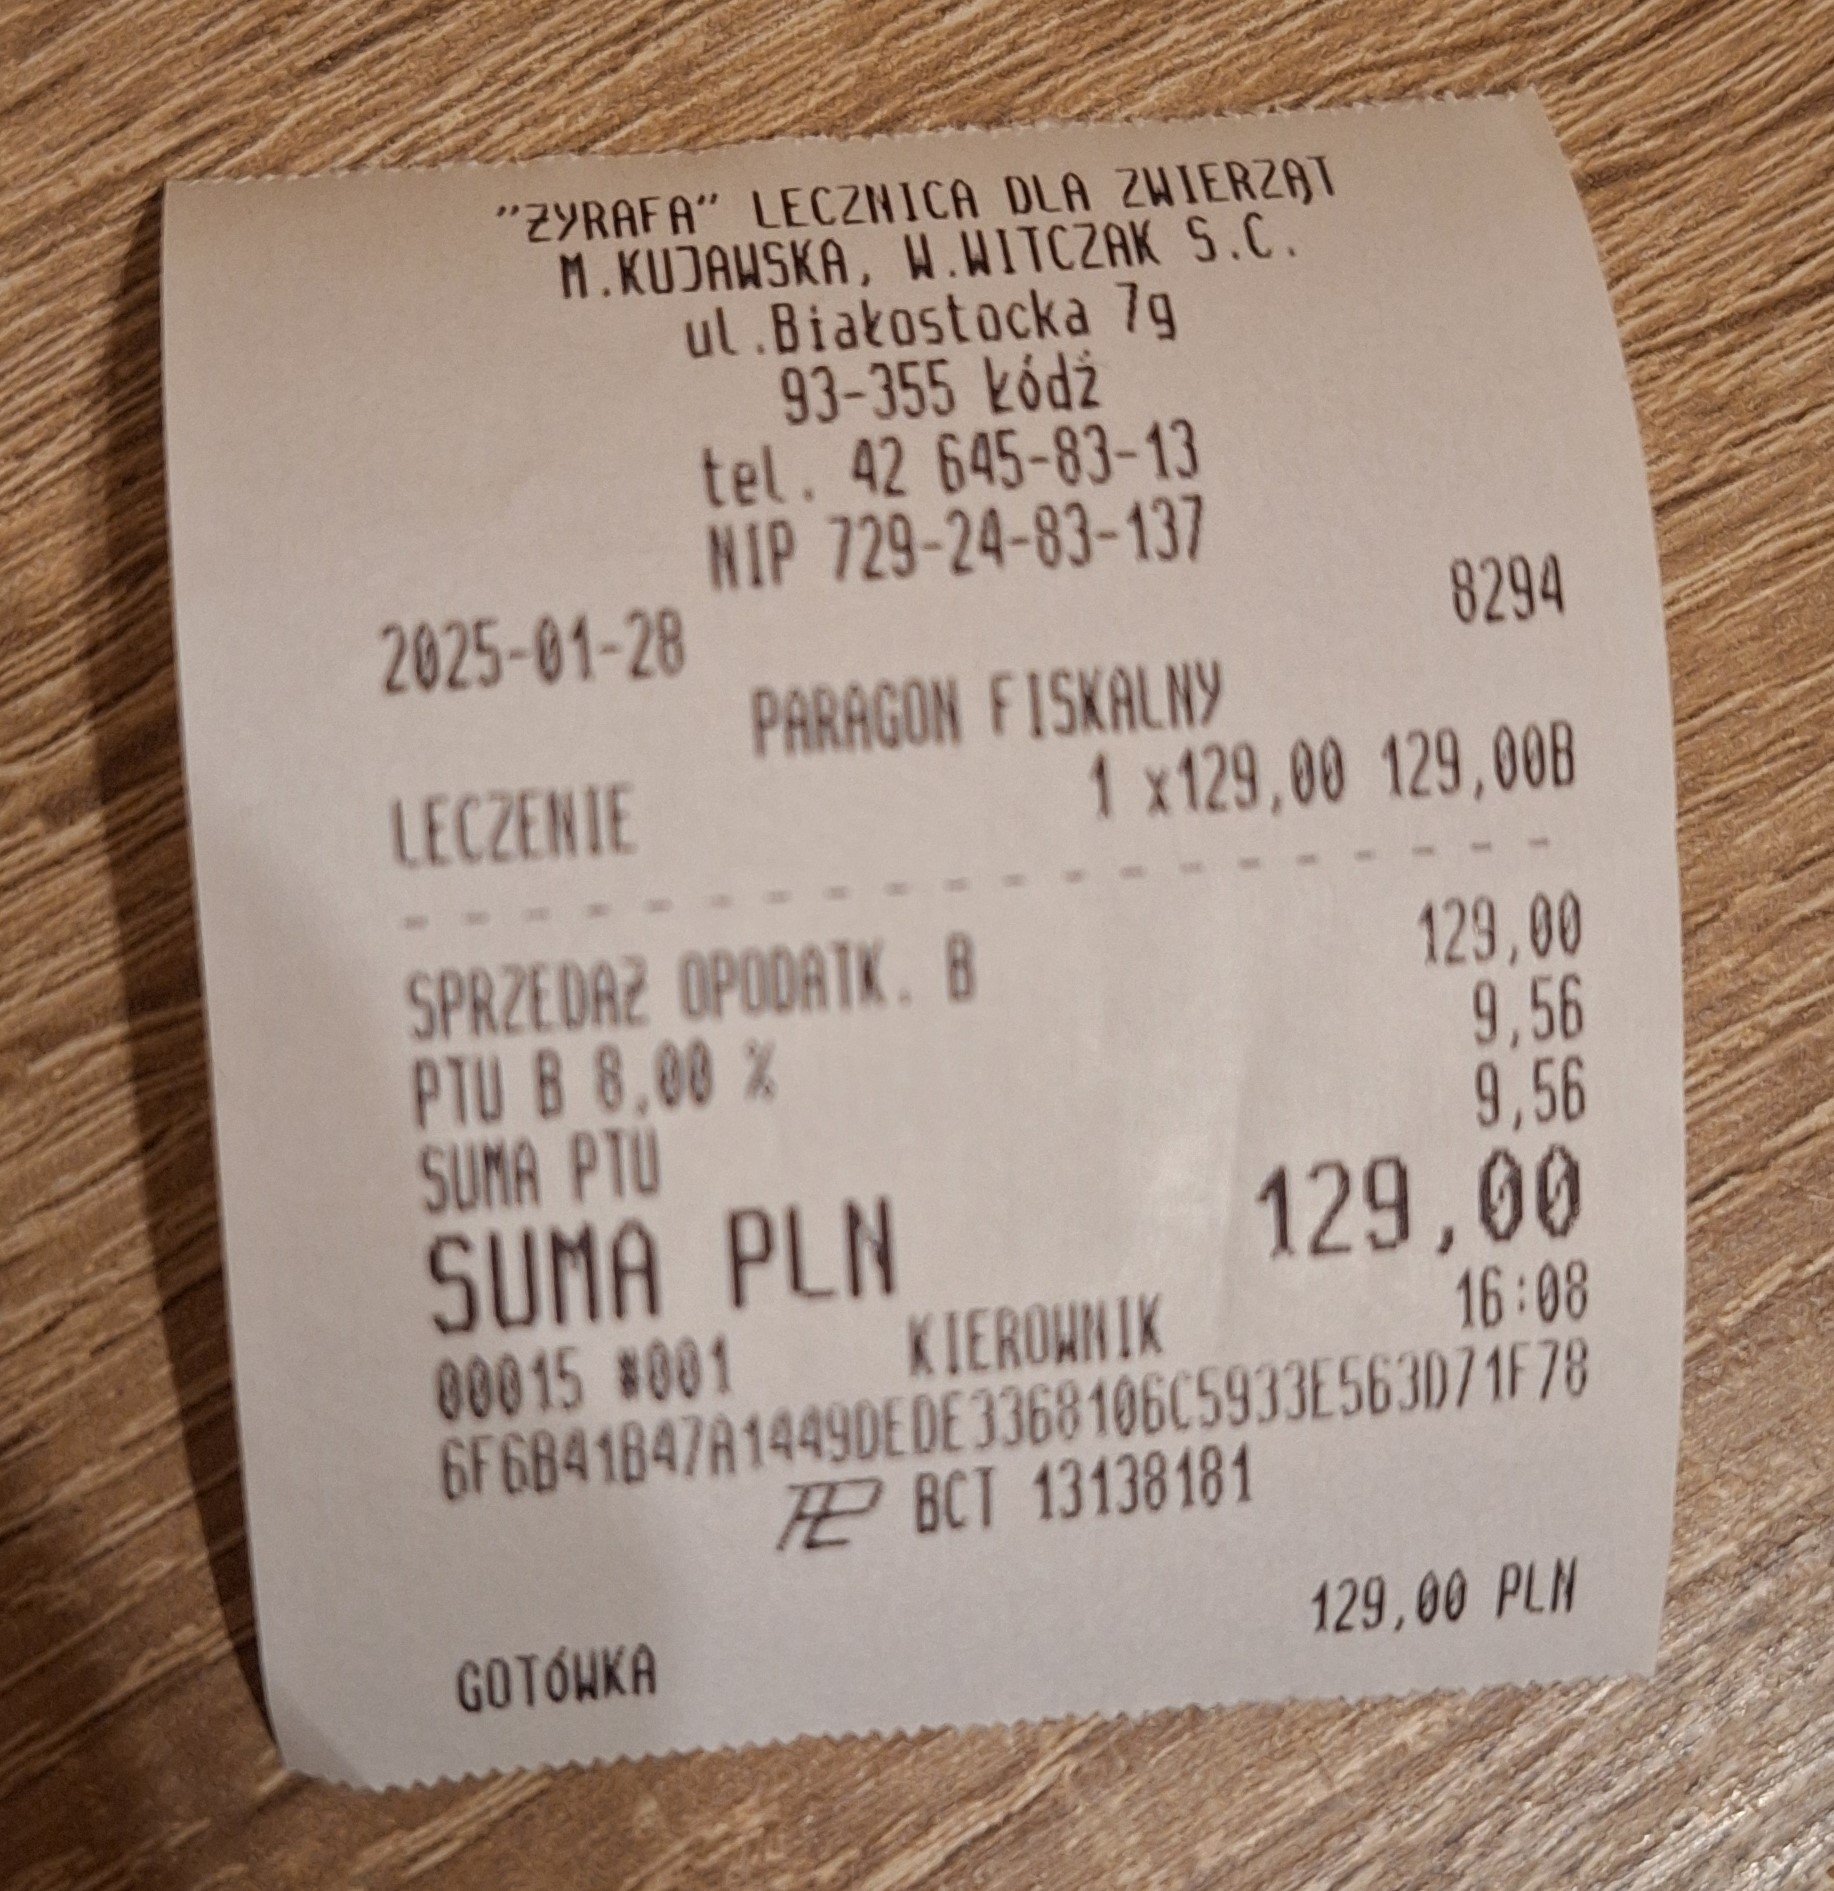 "ŻYRAFA" LECZNICA DLA ZWIERZĄT
M.KUJAWSKA, W.WITCZAK S.C.
ul.Białostocka 7g
93-355 Łódź
tel. 42 645-83-13
NIP 729-24-83-137
2025-01-28 8294
PARAGON FISKALNY
LECZENIE 1 x129,00 129,00B
- - - - - - - - - - - - - - - - - - - -
SPRZEDAŻ OPODATK. B 129,00
PTU B 8,00 % 9,56
SUMA PTU 9,56
SUMA PLN 129,00
00015 #001 KIEROWNIK 16:08
6F6B41B47A1449DEDE3368106C5933E563D71F78
BCT 13138181
GOTÓWKA 129,00 PLN